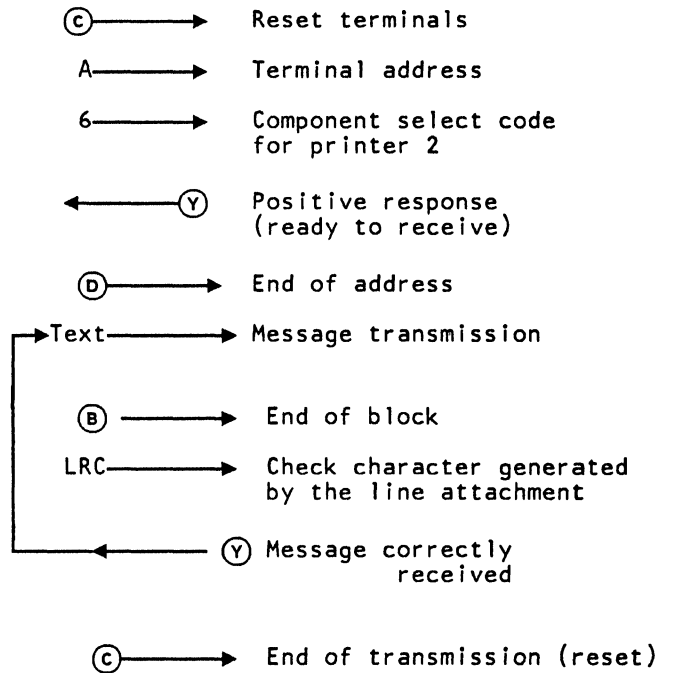 C Reset terminals
A Terminal address
6 Component select code
for printer 2
Y Positive response
(ready to receive)
D End of address
Text Message transmission
B End of block
LRC Check character generated
by the line attachment
Y Message correctly
received
C End of transmission (reset)